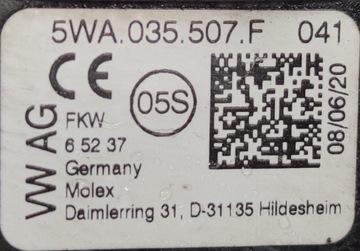 5WA.035.507.F 041
VW AG
CE
05S
08/06/20
FKW
6 52 37
Germany
Molex
Daimlerring 31, D-31135 Hildesheim